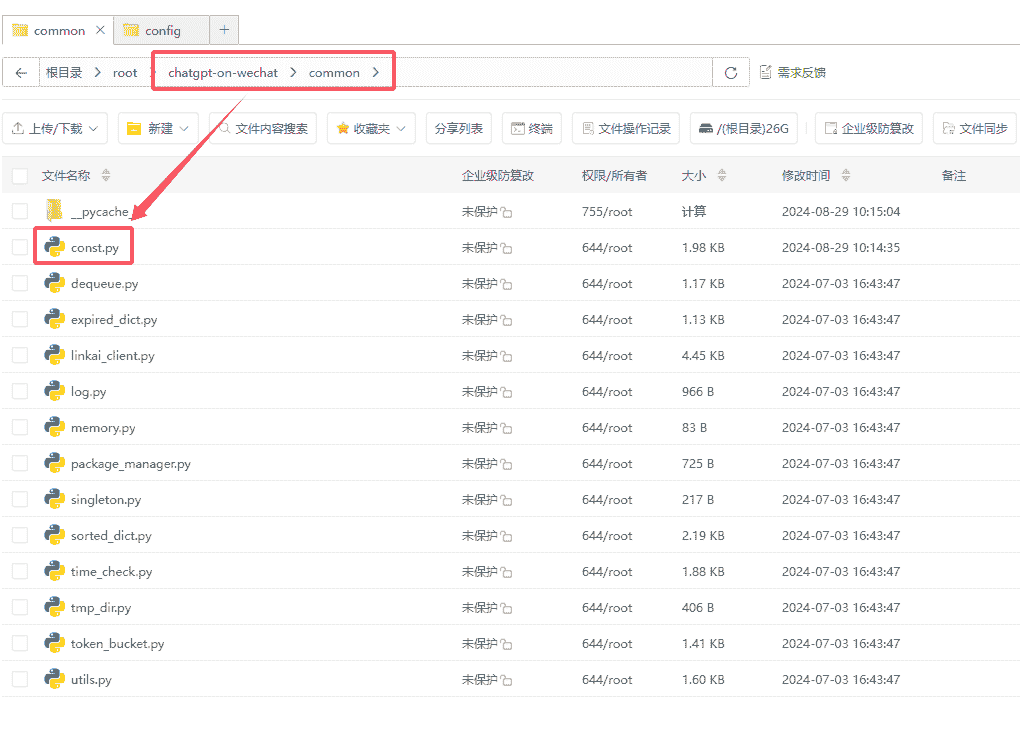 common config
根目录 root chatgpt-on-wechat common 需求反馈
上传/下载 新建 文件内容搜索 收藏夹 分享列表 终端 文件操作记录 /(根目录)26G 企业级防篡改 文件同步
文件名称 企业级防篡改 权限/所有者 大小 修改时间 备注
__pycache_ 未保护 755/root 计算 2024-08-29 10:15:04
const.py 未保护 644/root 1.98 KB 2024-08-29 10:14:35
dequeue.py 未保护 644/root 1.17 KB 2024-07-03 16:43:47
expired_dict.py 未保护 644/root 1.13 KB 2024-07-03 16:43:47
linkai_client.py 未保护 644/root 4.45 KB 2024-07-03 16:43:47
log.py 未保护 644/root 966 B 2024-07-03 16:43:47
memory.py 未保护 644/root 83 B 2024-07-03 16:43:47
package_manager.py 未保护 644/root 725 B 2024-07-03 16:43:47
singleton.py 未保护 644/root 217 B 2024-07-03 16:43:47
sorted_dict.py 未保护 644/root 2.19 KB 2024-07-03 16:43:47
time_check.py 未保护 644/root 1.88 KB 2024-07-03 16:43:47
tmp_dir.py 未保护 644/root 406 B 2024-07-03 16:43:47
token_bucket.py 未保护 644/root 1.41 KB 2024-07-03 16:43:47
utils.py 未保护 644/root 1.60 KB 2024-07-03 16:43:47